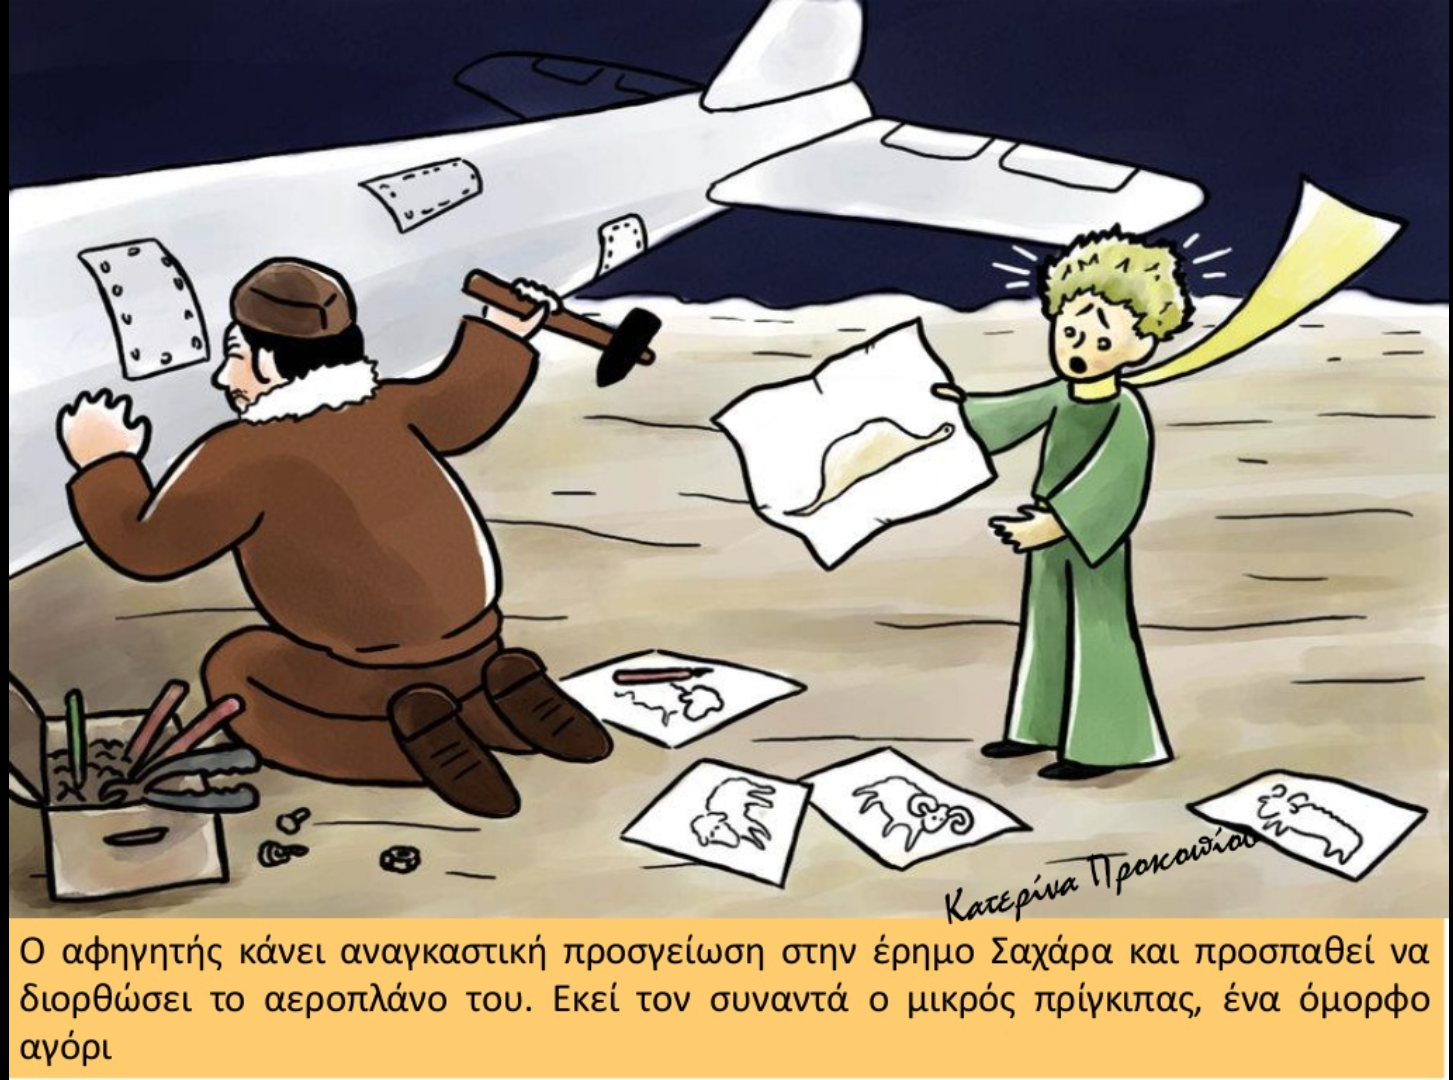 Κατερίνα Προκοπίου
Ο αφηγητής κάνει αναγκαστική προσγείωση στην έρημο Σαχάρα και προσπαθεί να
διορθώσει το αεροπλάνο του. Εκεί τον συναντά ο μικρός πρίγκιπας, ένα όμορφο
αγόρι